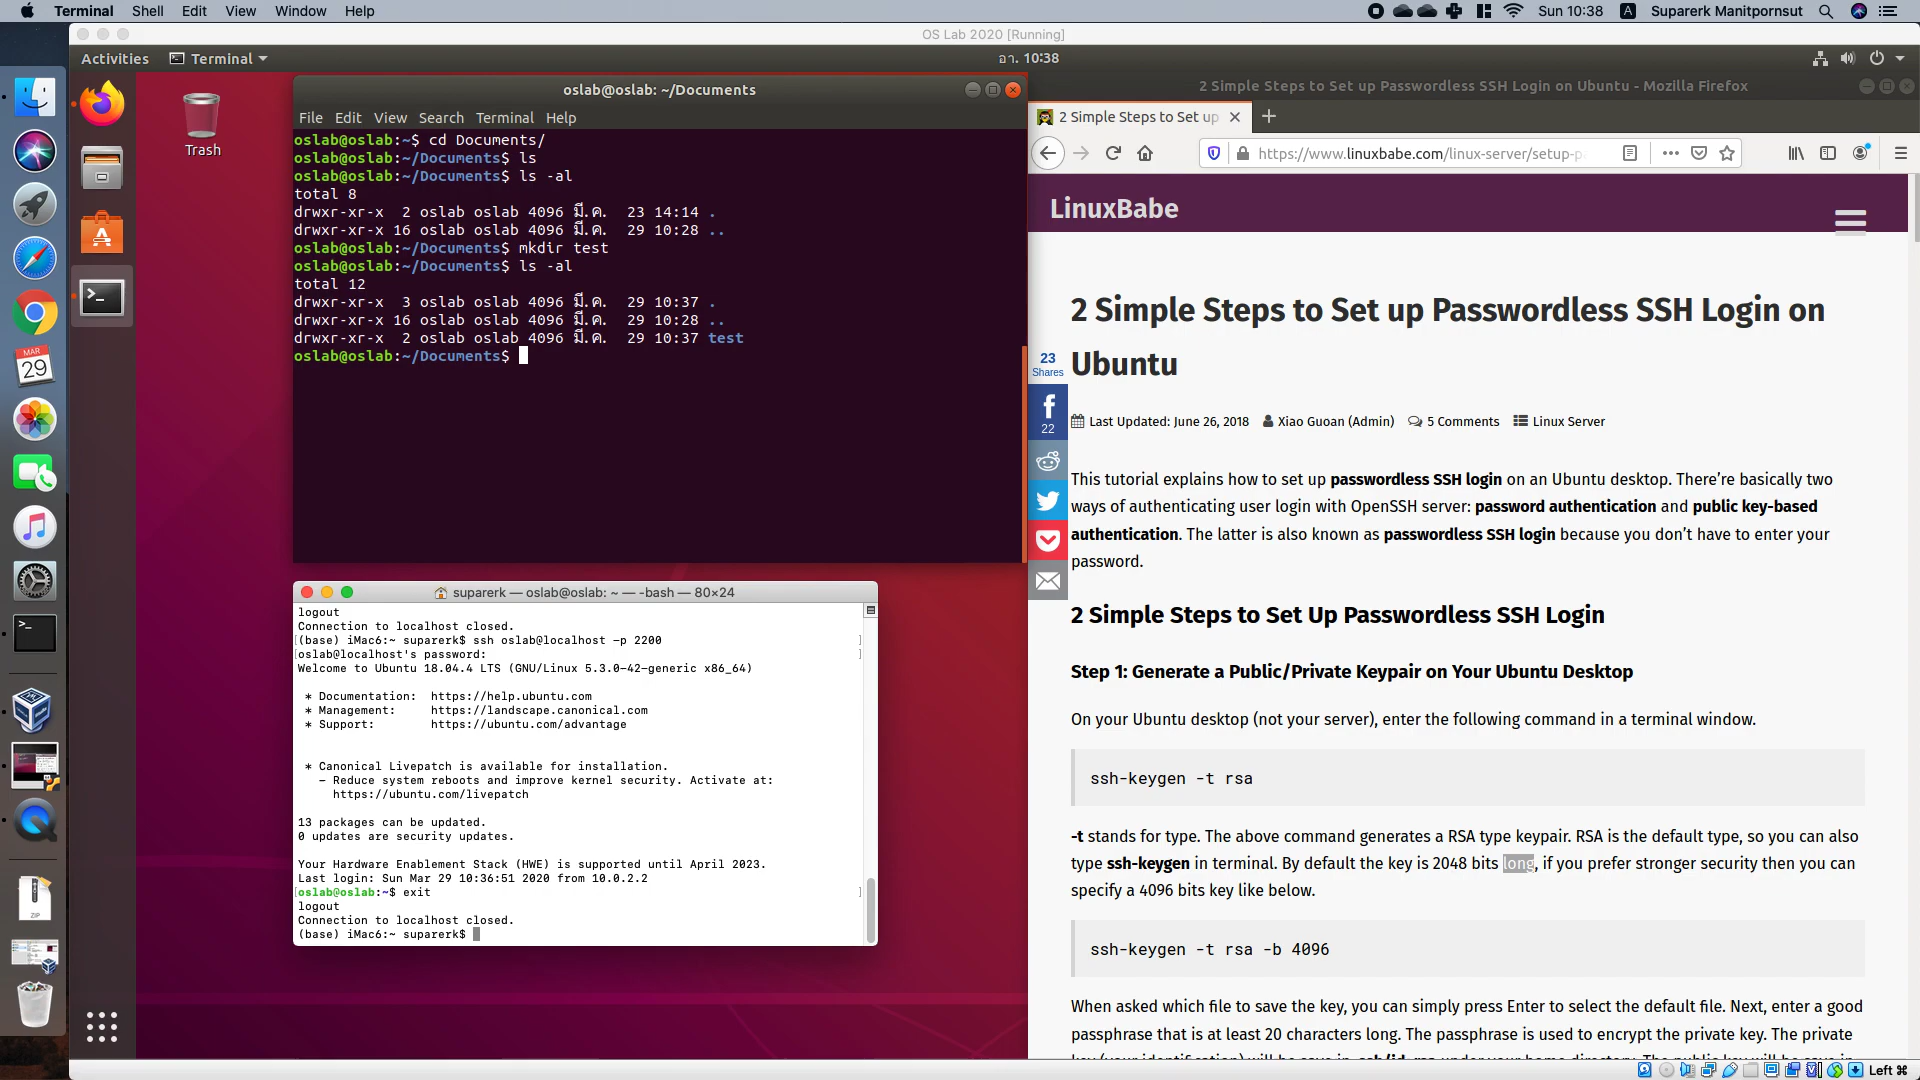 Terminal Shell Edit View Window Help
Sun 10:38 A Suparerk Manitpornsut
OS Lab 2020 [Running]
Activities Terminal
อา. 10:38
Trash
oslab@oslab: ~/Documents
File Edit View Search Terminal Help
oslab@oslab:~$ cd Documents/
oslab@oslab:~/Documents$ ls
oslab@oslab:~/Documents$ ls -al
total 8
drwxr-xr-x  2 oslab oslab 4096 มี.ค.  23 14:14 .
drwxr-xr-x 16 oslab oslab 4096 มี.ค.  29 10:28 ..
oslab@oslab:~/Documents$ mkdir test
oslab@oslab:~/Documents$ ls -al
total 12
drwxr-xr-x  3 oslab oslab 4096 มี.ค.  29 10:37 .
drwxr-xr-x 16 oslab oslab 4096 มี.ค.  29 10:28 ..
drwxr-xr-x  2 oslab oslab 4096 มี.ค.  29 10:37 test
oslab@oslab:~/Documents$
suparerk — oslab@oslab: ~ — -bash — 80×24
logout
Connection to localhost closed.
[(base) iMac6:~ suparerk$ ssh oslab@localhost -p 2200 ]
[oslab@localhost's password: ]
Welcome to Ubuntu 18.04.4 LTS (GNU/Linux 5.3.0-42-generic x86_64)
* Documentation:  https://help.ubuntu.com
* Management:     https://landscape.canonical.com
* Support:        https://ubuntu.com/advantage
* Canonical Livepatch is available for installation.
- Reduce system reboots and improve kernel security. Activate at:
https://ubuntu.com/livepatch
13 packages can be updated.
0 updates are security updates.
Your Hardware Enablement Stack (HWE) is supported until April 2023.
Last login: Sun Mar 29 10:36:51 2020 from 10.0.2.2
[oslab@oslab:~$ exit ]
logout
Connection to localhost closed.
(base) iMac6:~ suparerk$
2 Simple Steps to Set up Passwordless SSH Login on Ubuntu - Mozilla Firefox
2 Simple Steps to Set up
https://www.linuxbabe.com/linux-server/setup-p
LinuxBabe
2 Simple Steps to Set up Passwordless SSH Login on
Ubuntu
23
Shares
22
Last Updated: June 26, 2018 Xiao Guoan (Admin) 5 Comments Linux Server
This tutorial explains how to set up passwordless SSH login on an Ubuntu desktop. There’re basically two
ways of authenticating user login with OpenSSH server: password authentication and public key-based
authentication. The latter is also known as passwordless SSH login because you don’t have to enter your
password.
2 Simple Steps to Set Up Passwordless SSH Login
Step 1: Generate a Public/Private Keypair on Your Ubuntu Desktop
On your Ubuntu desktop (not your server), enter the following command in a terminal window.
ssh-keygen -t rsa
-t stands for type. The above command generates a RSA type keypair. RSA is the default type, so you can also
type ssh-keygen in terminal. By default the key is 2048 bits long, if you prefer stronger security then you can
specify a 4096 bits key like below.
ssh-keygen -t rsa -b 4096
When asked which file to save the key, you can simply press Enter to select the default file. Next, enter a good
passphrase that is at least 20 characters long. The passphrase is used to encrypt the private key. The private
MAR
29
ZIP
Left ⌘